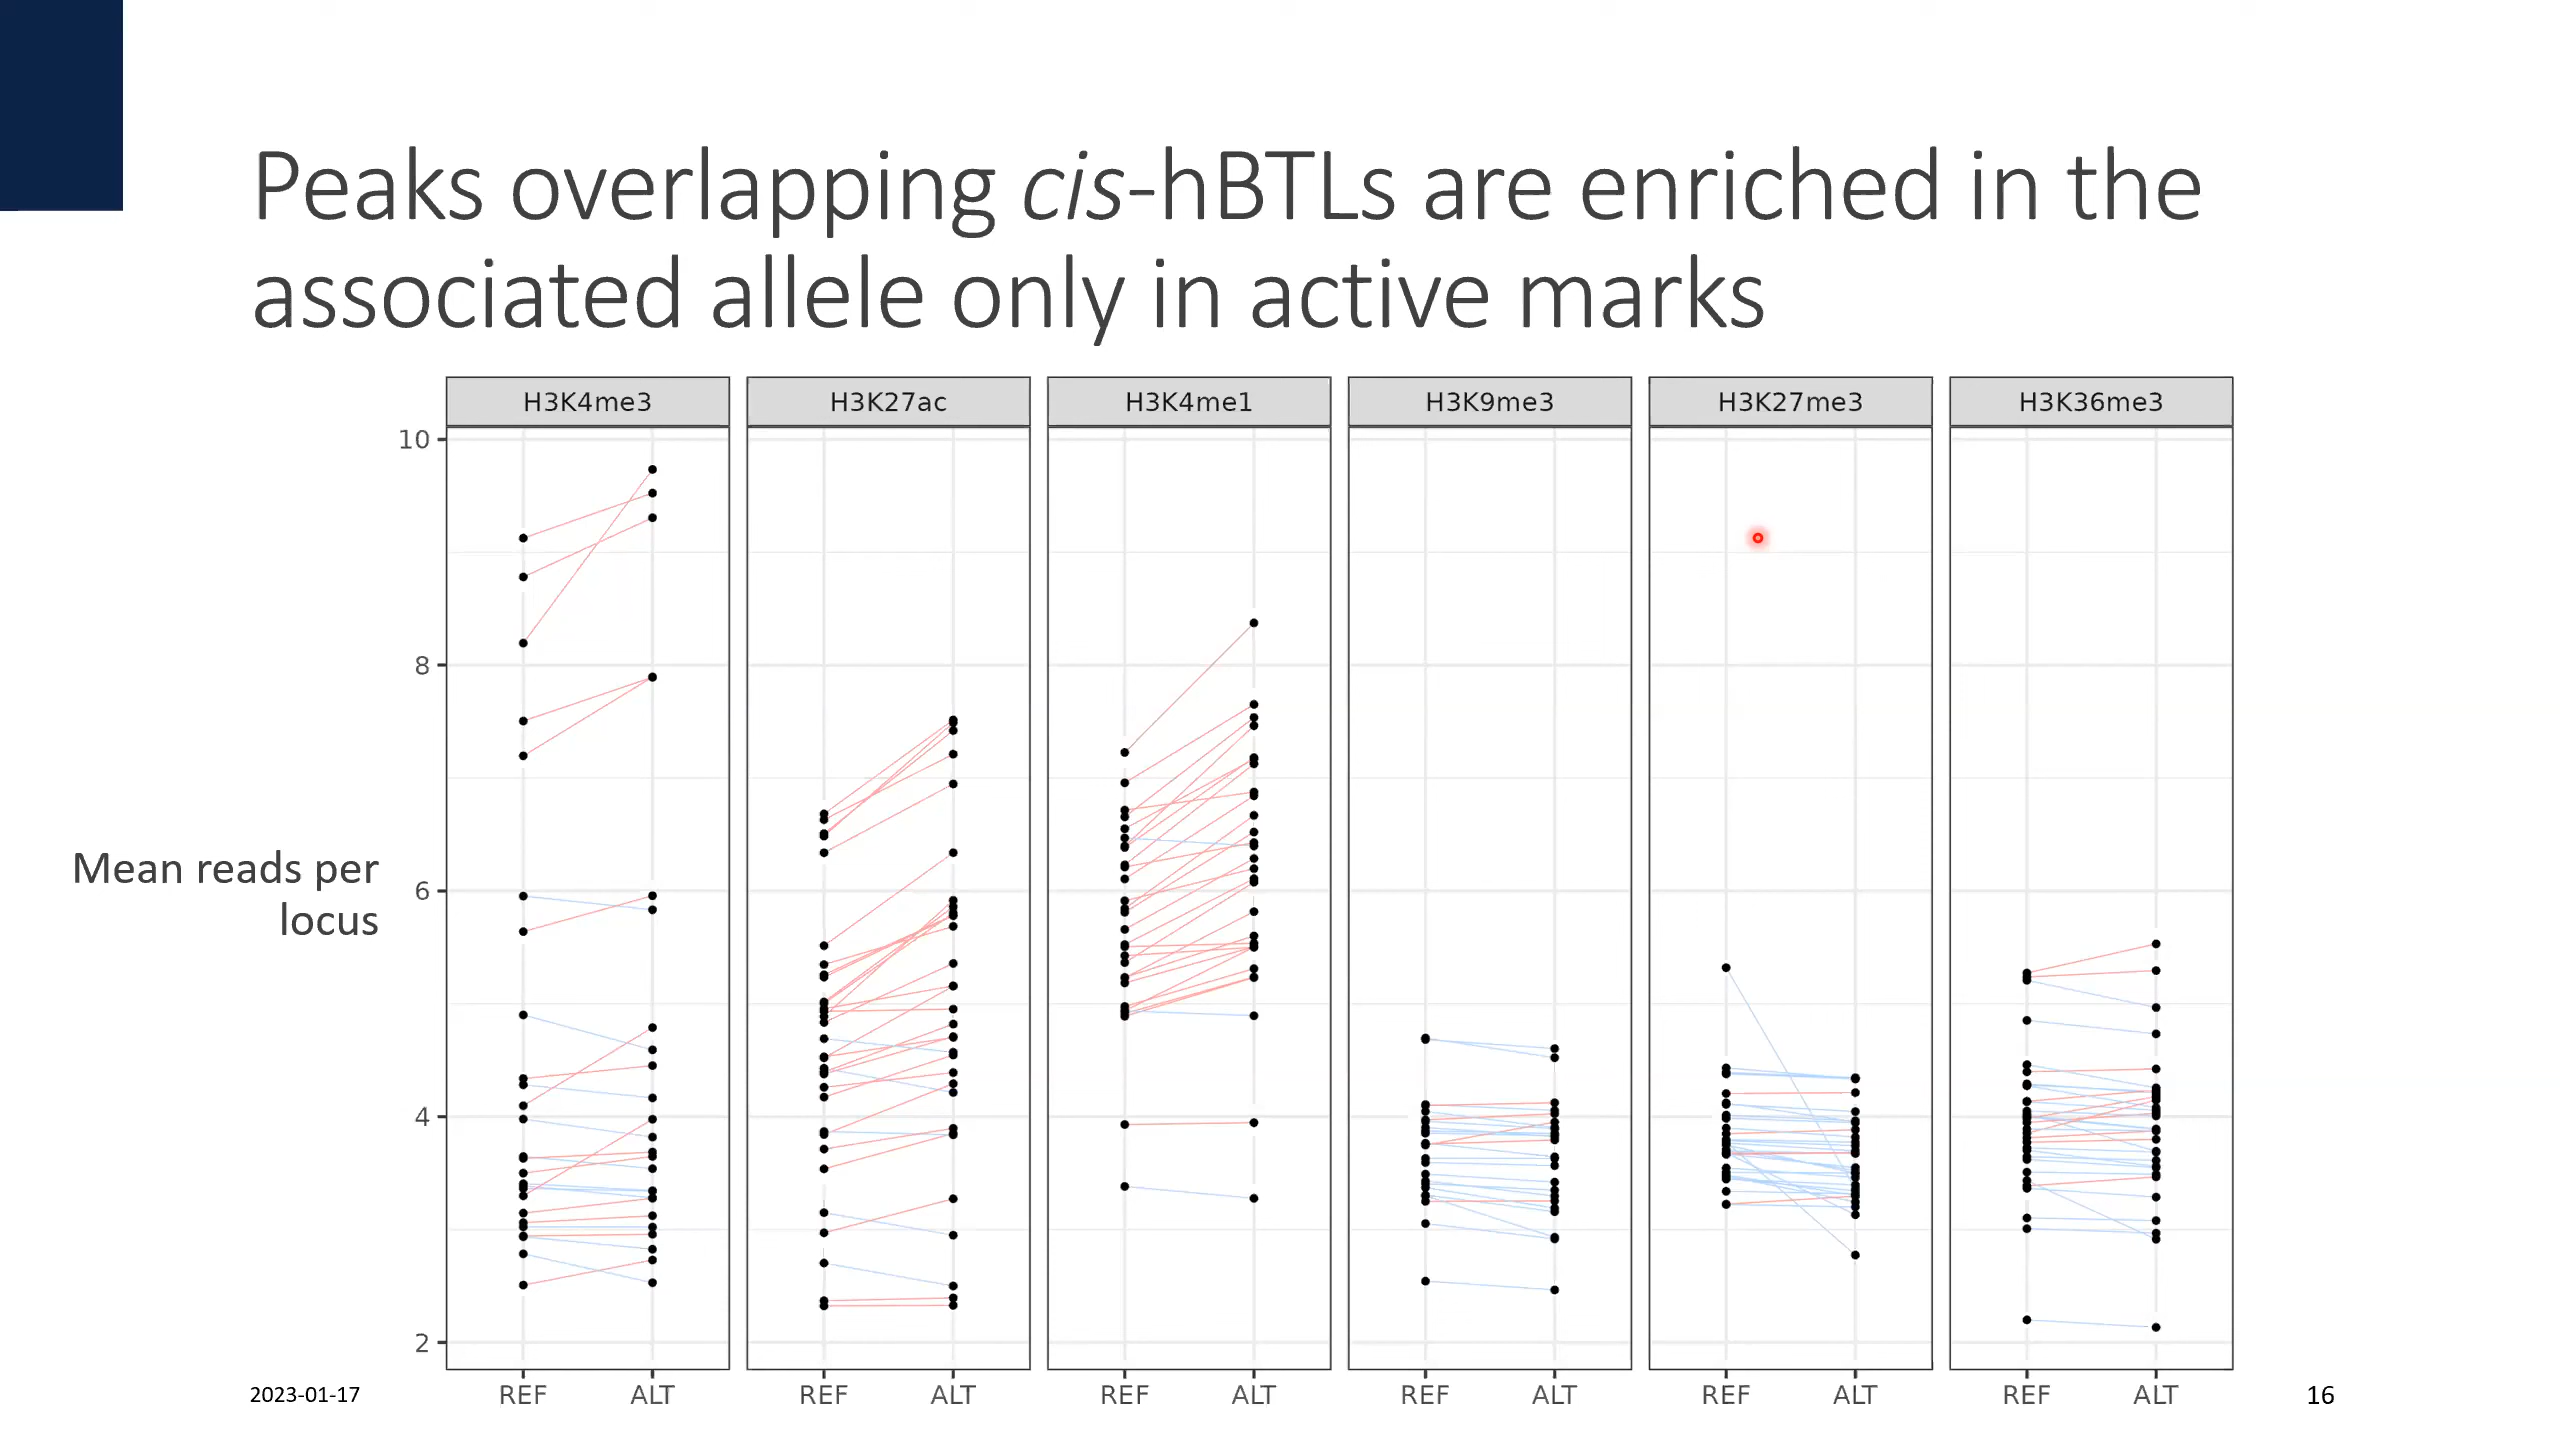 Peaks overlapping cis-hBTLs are enriched in the
associated allele only in active marks
H3K4me3 H3K27ac H3K4me1 H3K9me3 H3K27me3 H3K36me3
10
8
6
4
2
Mean reads per
locus
REF ALT REF ALT REF ALT REF ALT REF ALT REF ALT
2023-01-17
16